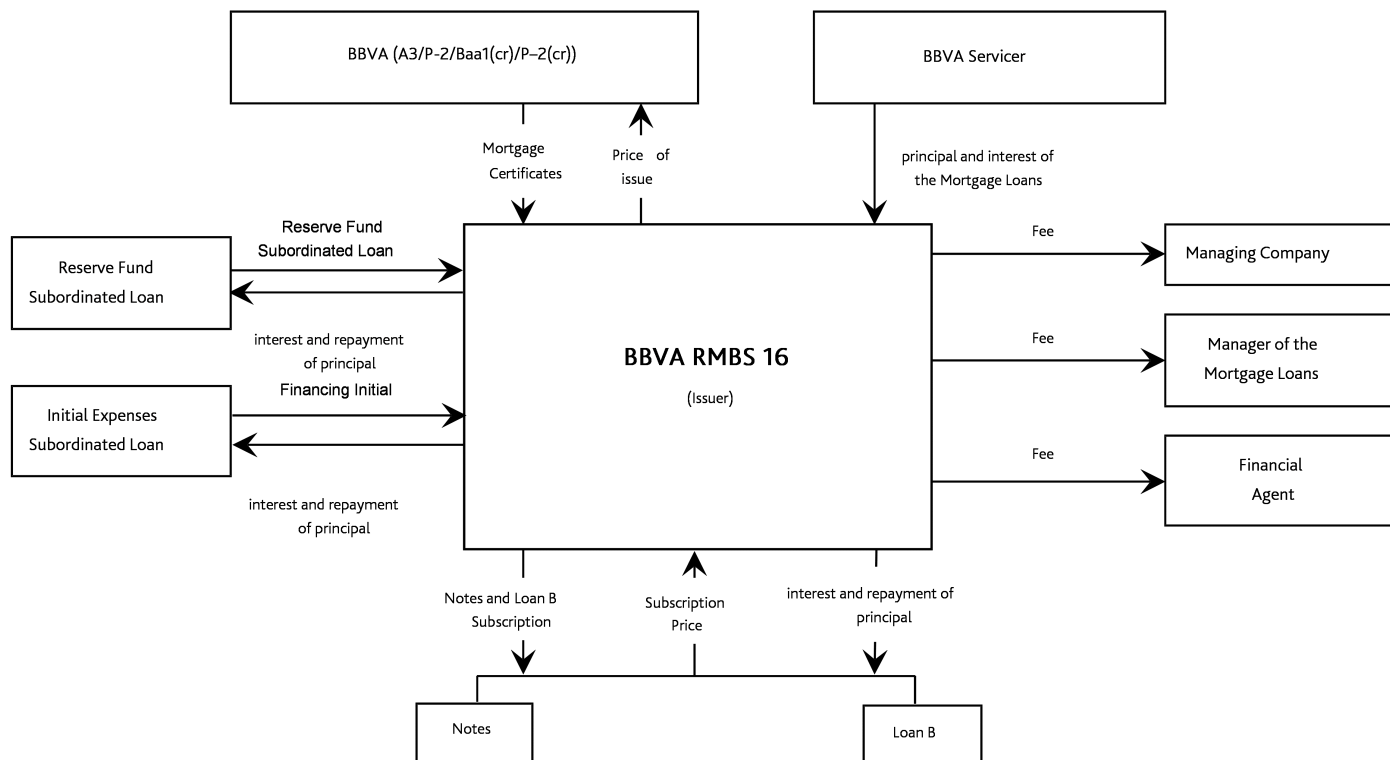 BBVA (A3/P-2/Baa1(cr)/P–2(cr))
BBVA Servicer
Mortgage
Certificates
Price of
issue
principal and interest of
the Mortgage Loans
Reserve Fund
Subordinated Loan
Reserve Fund
Subordinated Loan
interest and repayment
of principal
Financing Initial
Initial Expenses
Subordinated Loan
interest and repayment
of principal
BBVA RMBS 16
(Issuer)
Fee
Managing Company
Fee
Manager of the
Mortgage Loans
Fee
Financial
Agent
Notes and Loan B
Subscription
Subscription
Price
interest and repayment of
principal
Notes
Loan B